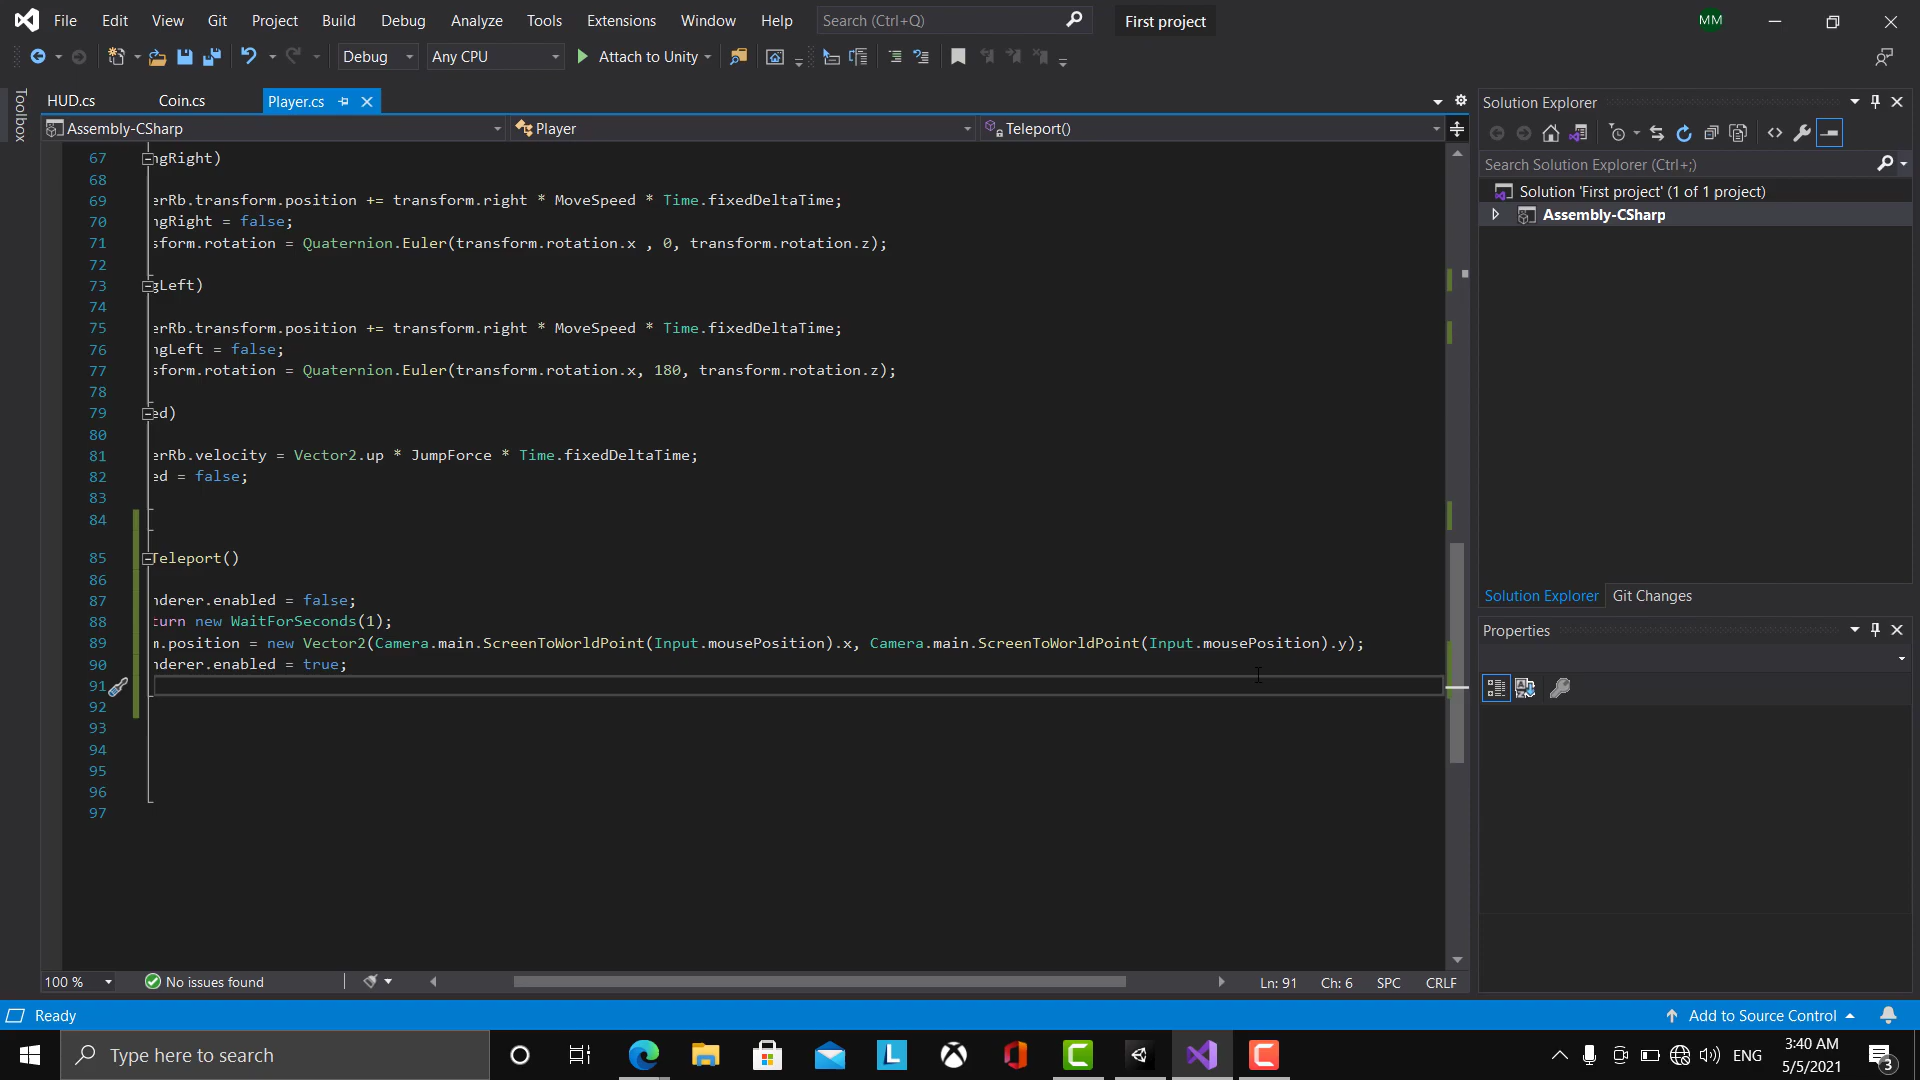 File Edit View Git Project Build Debug Analyze Tools Extensions Window Help Search (Ctrl+Q) First project MM
Debug Any CPU Attach to Unity
Toolbox
HUD.cs Coin.cs Player.cs
Assembly-CSharp Player Teleport()
67 ngRight)
68
69 erRb.transform.position += transform.right * MoveSpeed * Time.fixedDeltaTime;
70 ngRight = false;
71 sform.rotation = Quaternion.Euler(transform.rotation.x , 0, transform.rotation.z);
72
73 gLeft)
74
75 erRb.transform.position += transform.right * MoveSpeed * Time.fixedDeltaTime;
76 ngLeft = false;
77 sform.rotation = Quaternion.Euler(transform.rotation.x, 180, transform.rotation.z);
78
79 ed)
80
81 erRb.velocity = Vector2.up * JumpForce * Time.fixedDeltaTime;
82 ed = false;
83
84
85 Teleport()
86
87 nderer.enabled = false;
88 turn new WaitForSeconds(1);
89 m.position = new Vector2(Camera.main.ScreenToWorldPoint(Input.mousePosition).x, Camera.main.ScreenToWorldPoint(Input.mousePosition).y);
90 nderer.enabled = true;
91
92
93
94
95
96
97
100 % No issues found Ln: 91 Ch: 6 SPC CRLF
Solution Explorer
Search Solution Explorer (Ctrl+;)
Solution 'First project' (1 of 1 project)
Assembly-CSharp
Solution Explorer Git Changes
Properties
Ready Add to Source Control
Type here to search
ENG
3:40 AM
5/5/2021
3